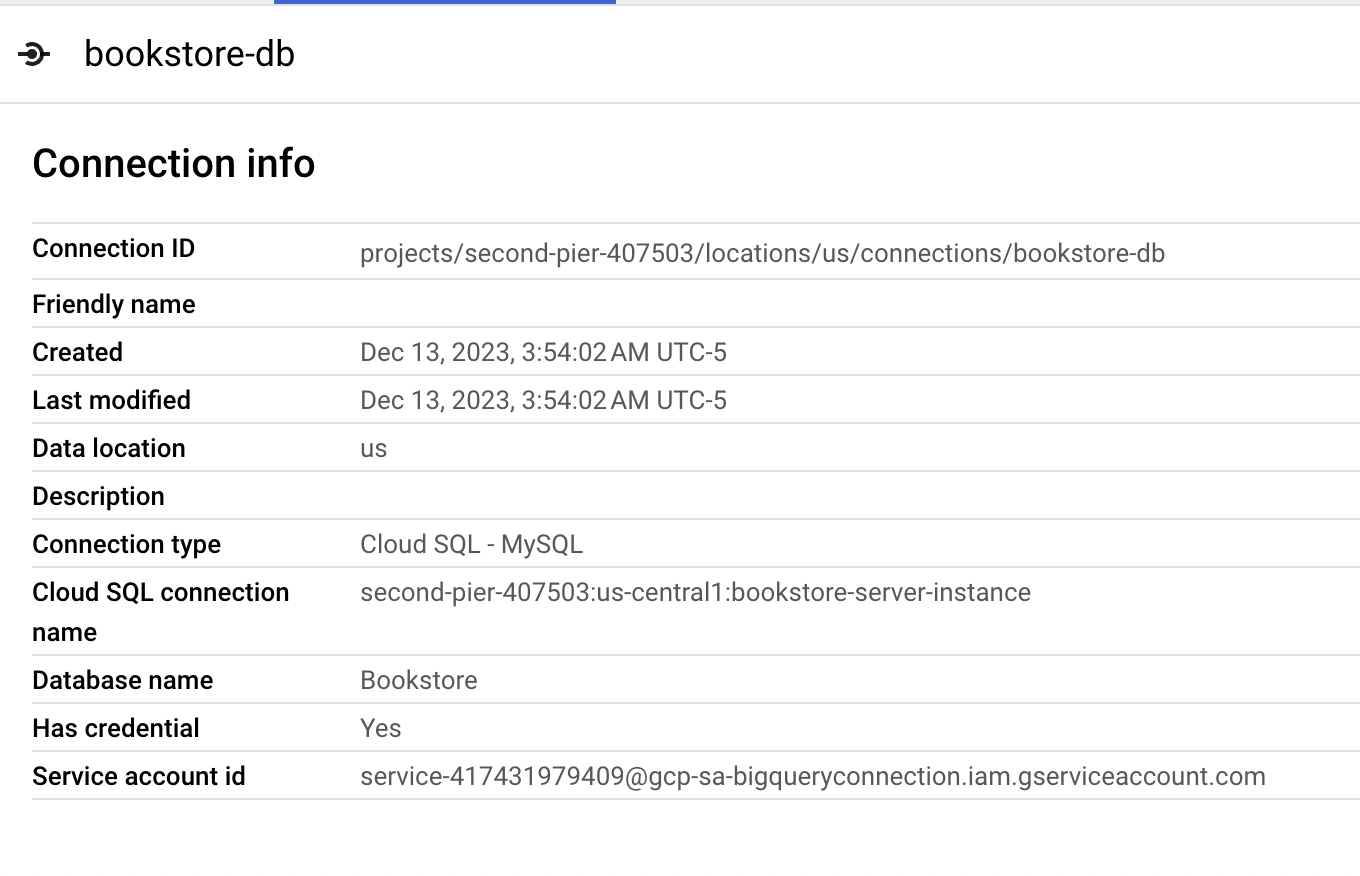 bookstore-db
Connection info
Connection ID projects/second-pier-407503/locations/us/connections/bookstore-db
Friendly name
Created Dec 13, 2023, 3:54:02 AM UTC-5
Last modified Dec 13, 2023, 3:54:02 AM UTC-5
Data location us
Description
Connection type Cloud SQL - MySQL
Cloud SQL connection second-pier-407503:us-central1:bookstore-server-instance
name
Database name Bookstore
Has credential Yes
Service account id service-417431979409@gcp-sa-bigqueryconnection.iam.gserviceaccount.com